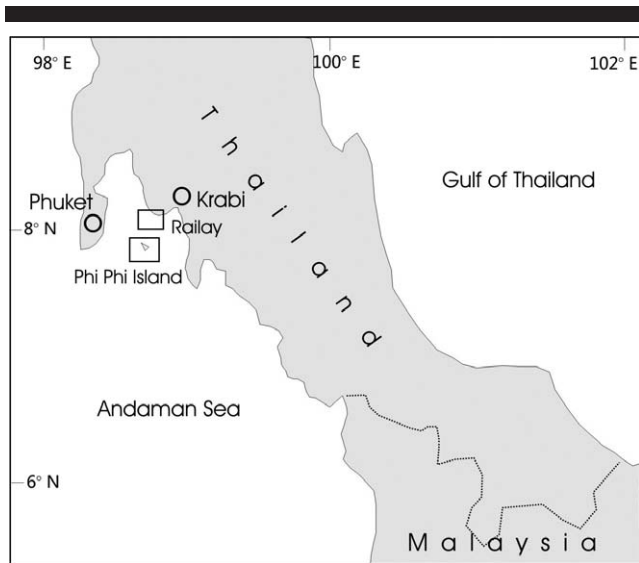 98° E
100° E
102° E
Thailand
Gulf of Thailand
Phuket
Krabi
Railay
8° N
Phi Phi Island
Andaman Sea
6° N
Malaysia